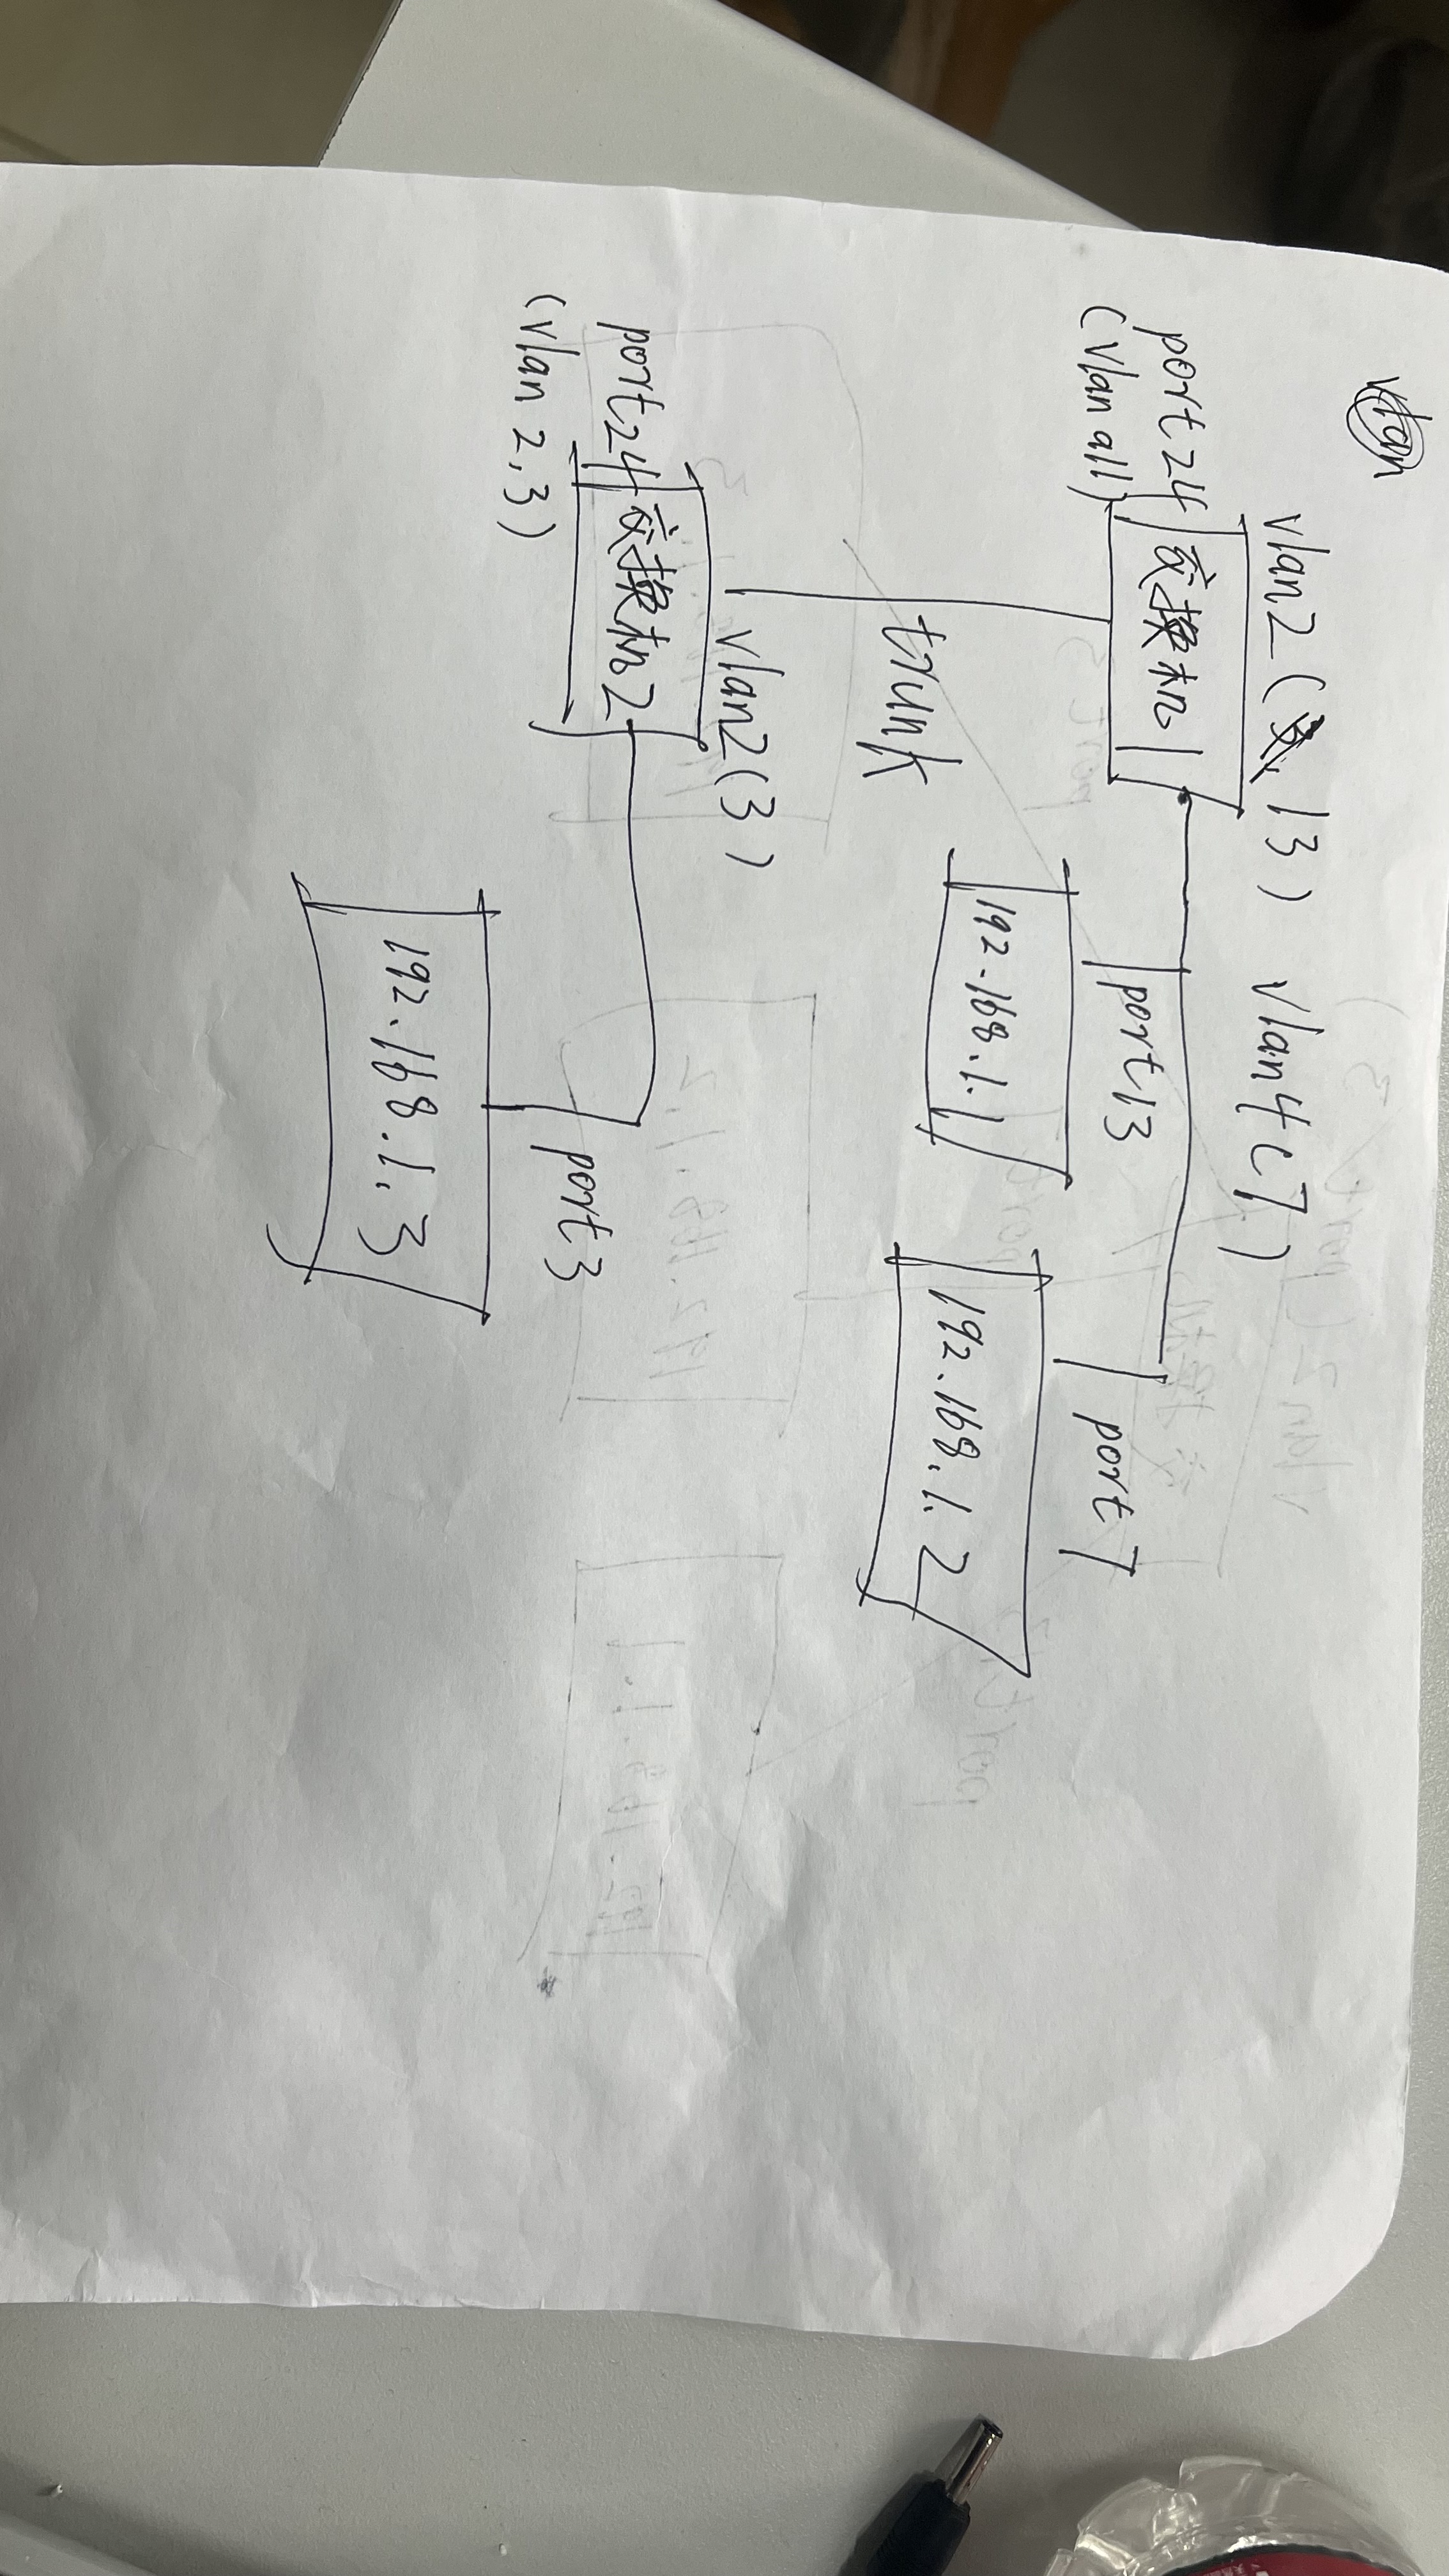 vlan
vlan2 ( 13 ) vlan4(7)
port24 交换机1
(vlan all)
port13
port 7
192.168.1.1
192.168.1.2
trunk
vlan2(3)
port24 交换机2
port3
(vlan 2,3)
192.168.1.3